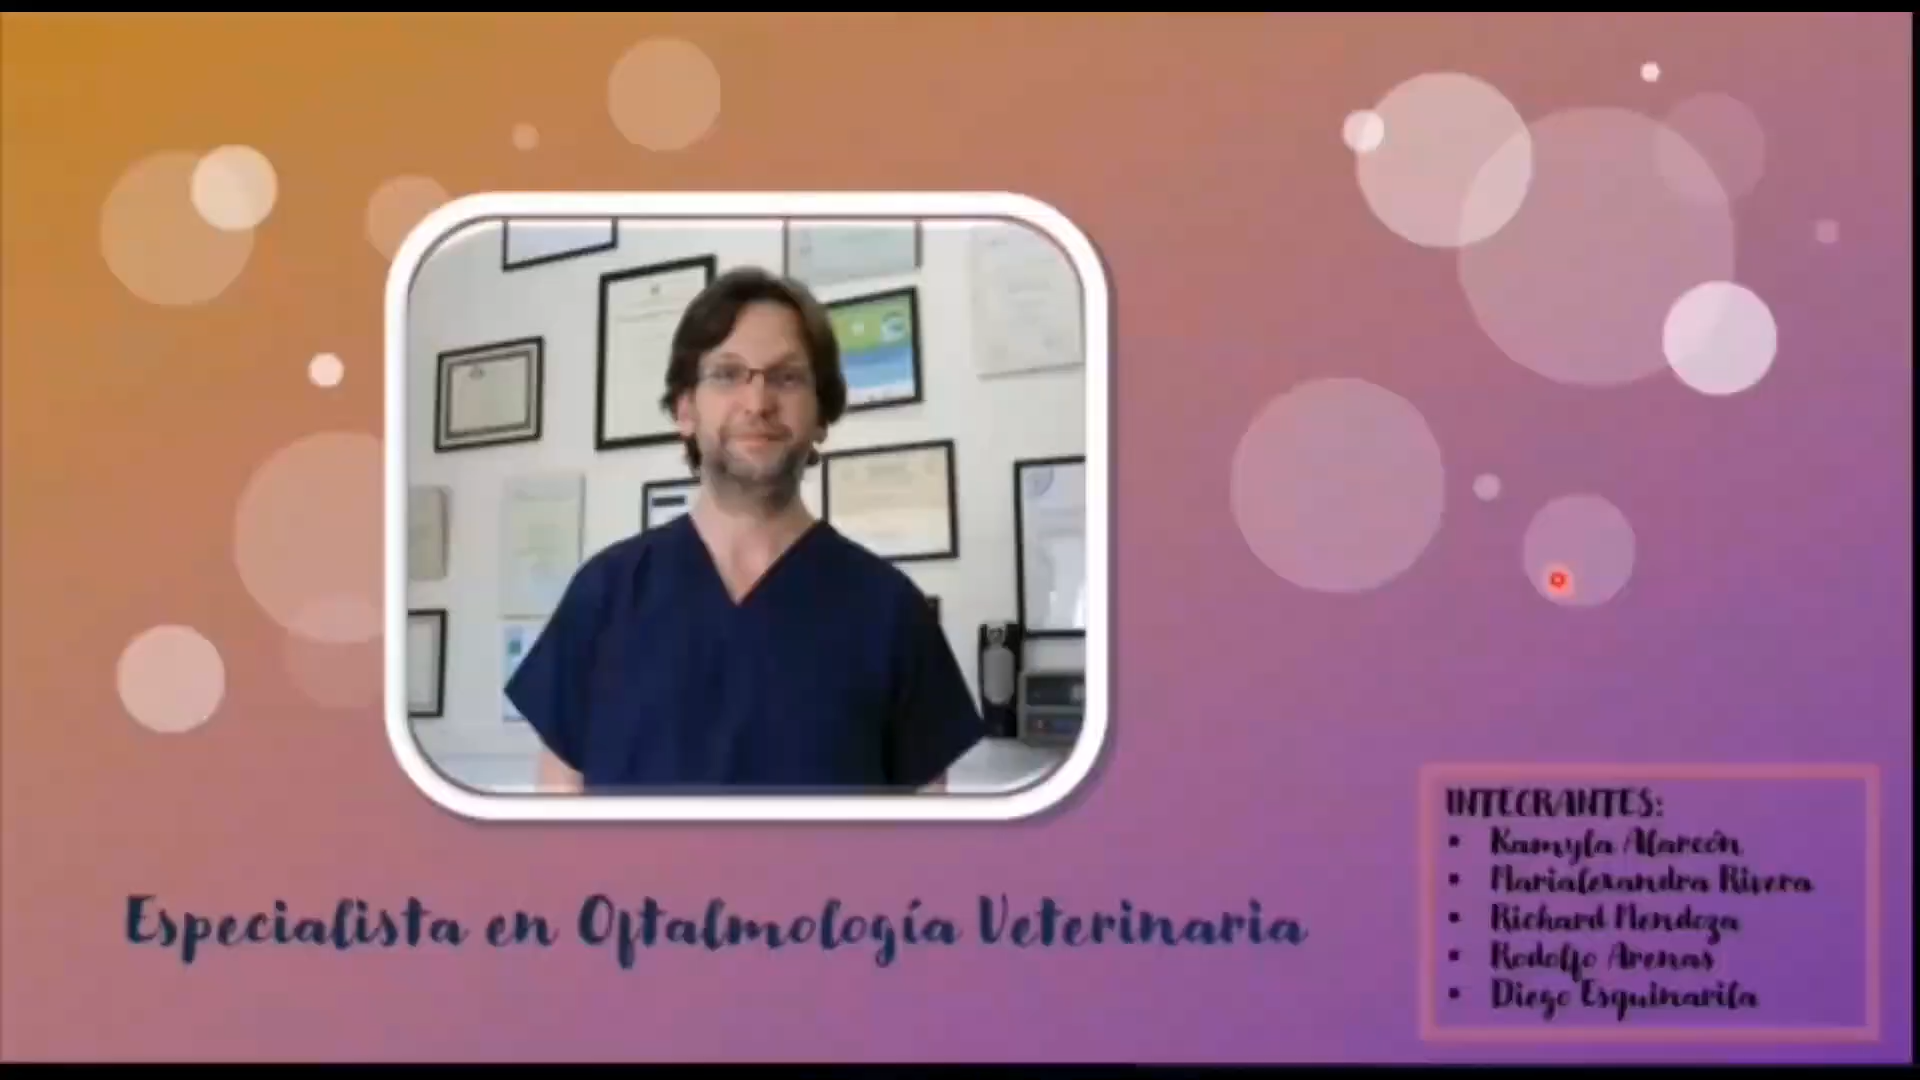 Especialista en Oftalmología Veterinaria
INTEGRANTES:
• Kamyla Alarcón
• Marialexandra Rivera
• Richard Mendoza
• Rodolfo Arenas
• Diego Esquinarila